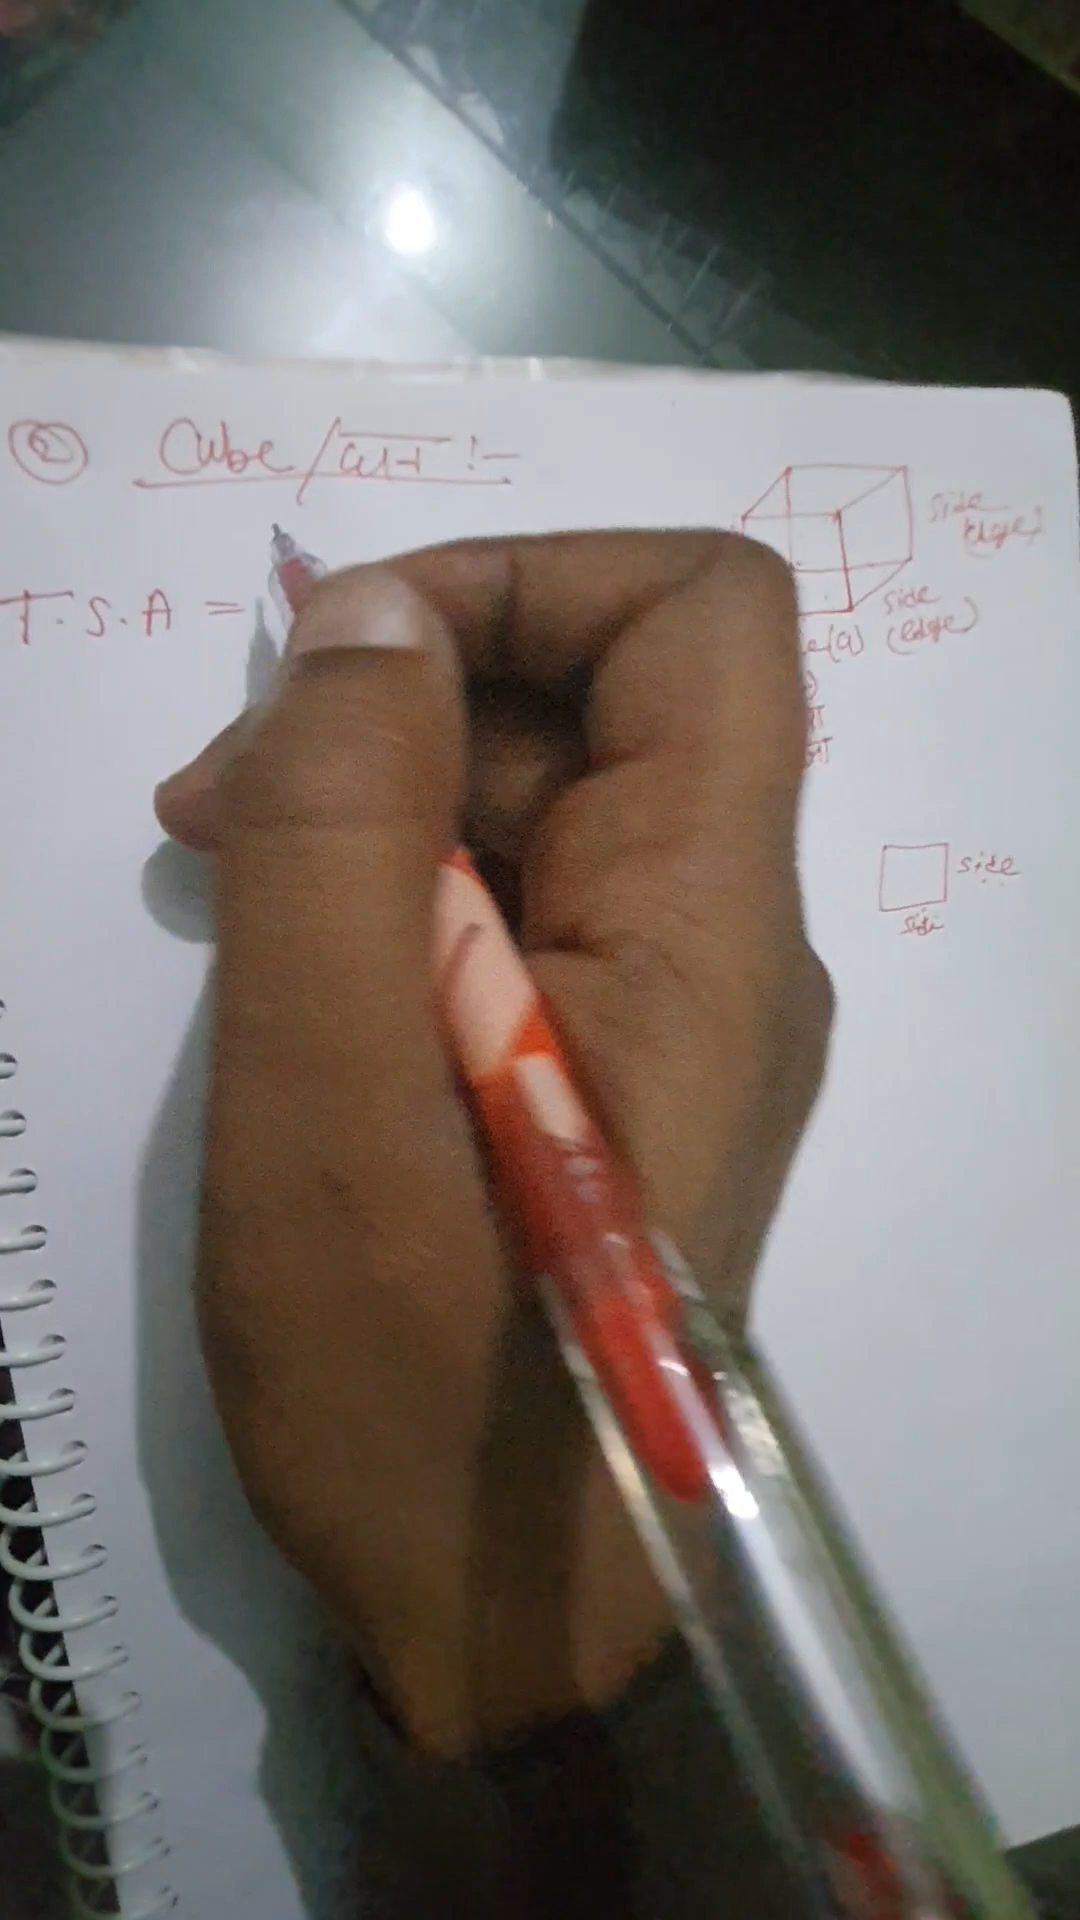 ② Cube/घन :-
T.S.A =
side
(edge)
side
(edge)
e(a)
side
side